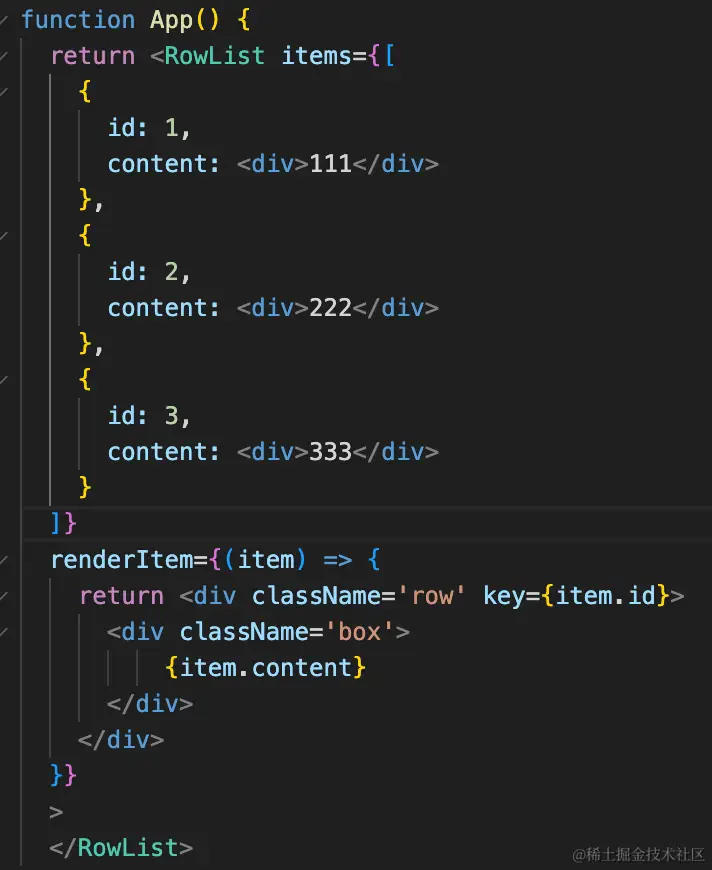 function App() {
  return <RowList items={[
    {
      id: 1,
      content: <div>111</div>
    },
    {
      id: 2,
      content: <div>222</div>
    },
    {
      id: 3,
      content: <div>333</div>
    }
  ]}
  renderItem={(item) => {
    return <div className='row' key={item.id}>
      <div className='box'>
          {item.content}
      </div>
    </div>
  }}
  >
  </RowList>
@稀土掘金技术社区